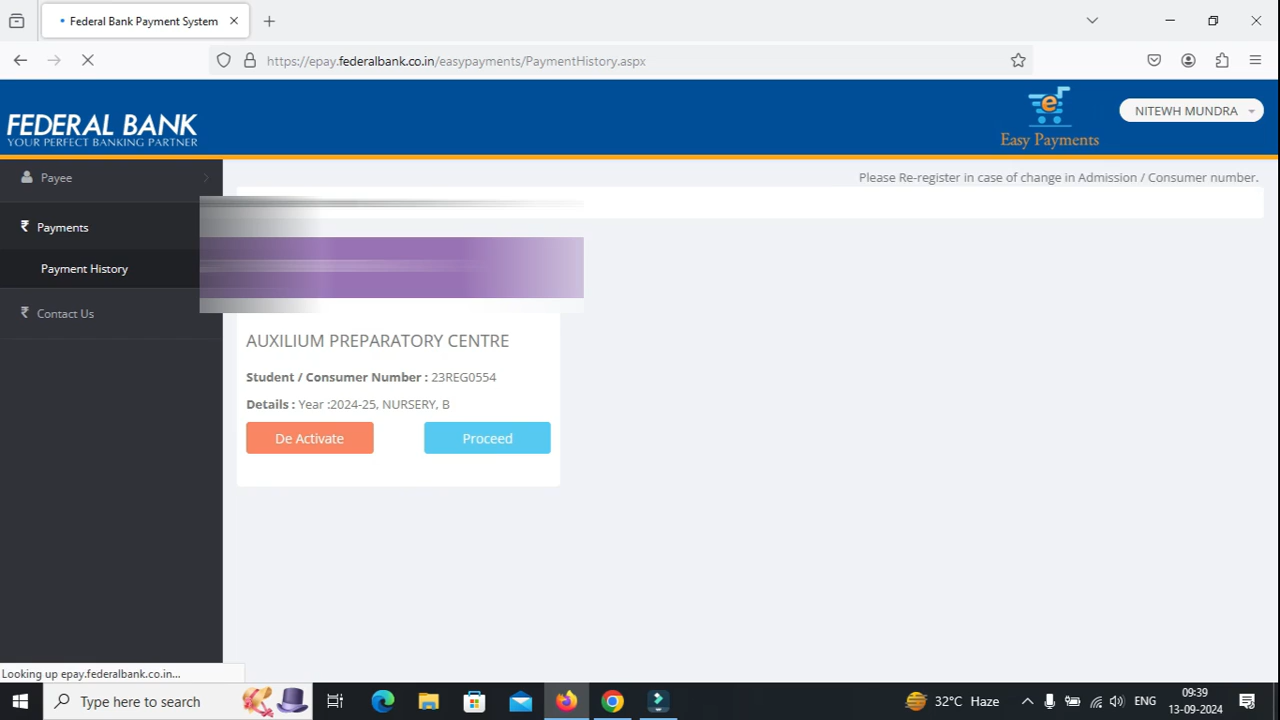 Federal Bank Payment System
https://epay.federalbank.co.in/easypayments/PaymentHistory.aspx
FEDERAL BANK
YOUR PERFECT BANKING PARTNER
e
Easy Payments
NITEWH MUNDRA
Payee
Please Re-register in case of change in Admission / Consumer number.
₹ Payments
Payment History
₹ Contact Us
AUXILIUM PREPARATORY CENTRE
Student / Consumer Number : 23REG0554
Details : Year :2024-25, NURSERY, B
De Activate
Proceed
Looking up epay.federalbank.co.in...
Type here to search
32°C Haze
ENG
09:39
13-09-2024